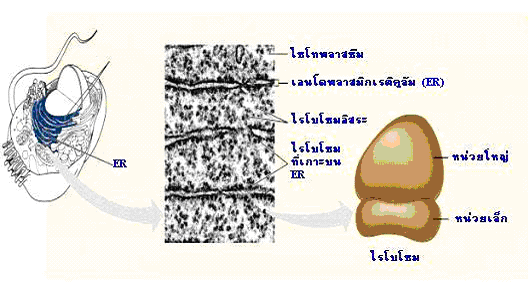 ไซโทพลาสซึม
เอนโดพลาสมิกเรติคูลัม (ER)
ไรโบโซมอิสระ
ไรโบโซม
ที่เกาะบน
ER
ER
หน่วยใหญ่
หน่วยเล็ก
ไรโบโซม